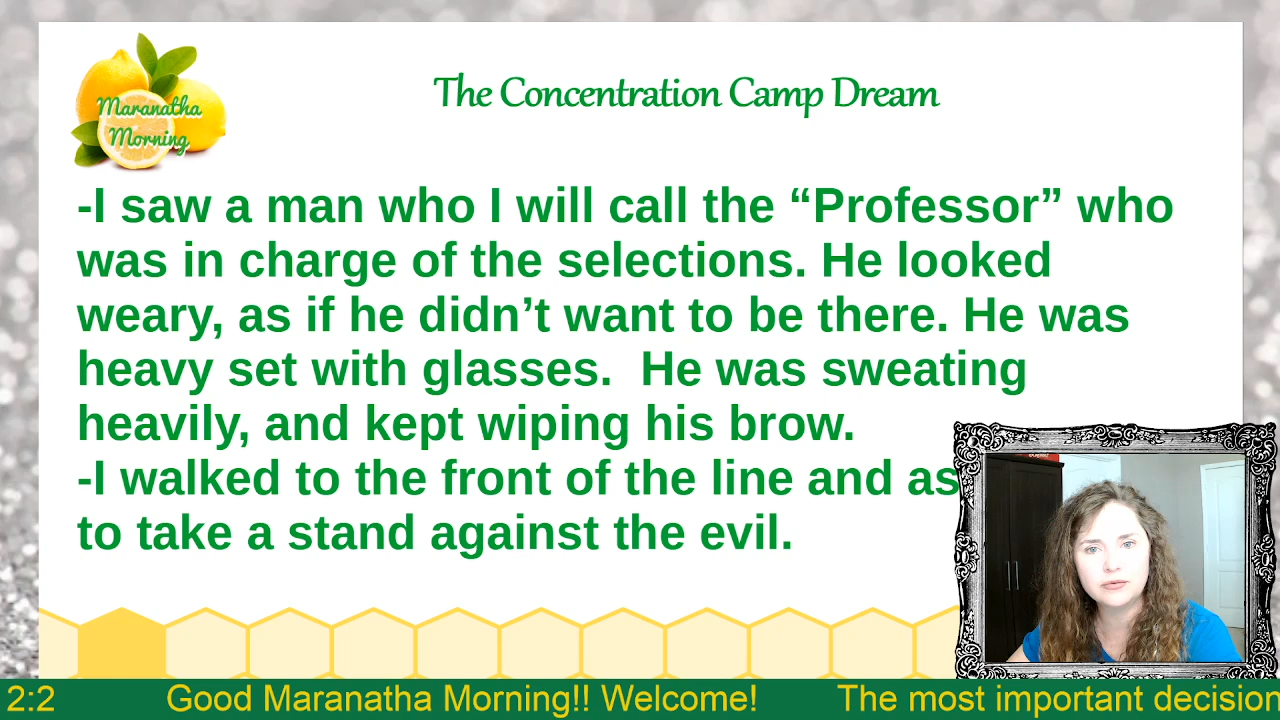 Maranatha
Morning
The Concentration Camp Dream
-I saw a man who I will call the “Professor” who
was in charge of the selections. He looked
weary, as if he didn’t want to be there. He was
heavy set with glasses.  He was sweating
heavily, and kept wiping his brow.
-I walked to the front of the line and as
to take a stand against the evil.
2:2 Good Maranatha Morning!! Welcome! The most important decision